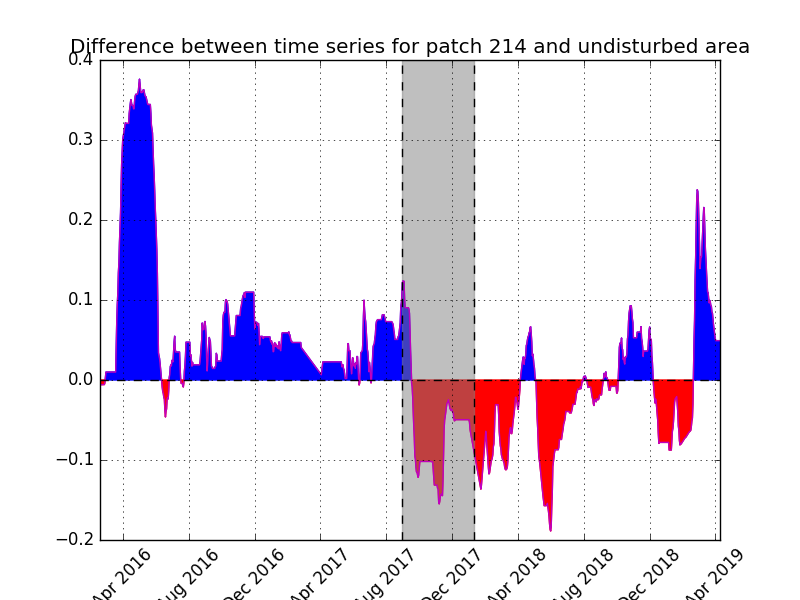 Difference between time series for patch 214 and undisturbed area
0.4
0.3
0.2
0.1
0.0
−0.1
−0.2
Apr 2016
Aug 2016
Dec 2016
Apr 2017
Aug 2017
Dec 2017
Apr 2018
Aug 2018
Dec 2018
Apr 2019